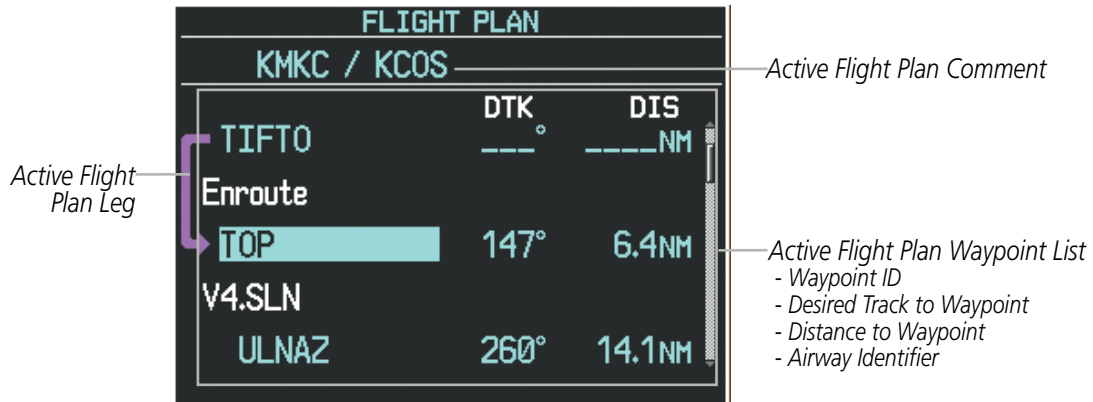 FLIGHT PLAN
KMKC / KCOS
Active Flight Plan Comment
DTK DIS
TIFTO ___° ____NM
Active Flight
Plan Leg
Enroute
TOP 147° 6.4NM
Active Flight Plan Waypoint List
- Waypoint ID
- Desired Track to Waypoint
- Distance to Waypoint
- Airway Identifier
V4.SLN
ULNAZ 260° 14.1NM